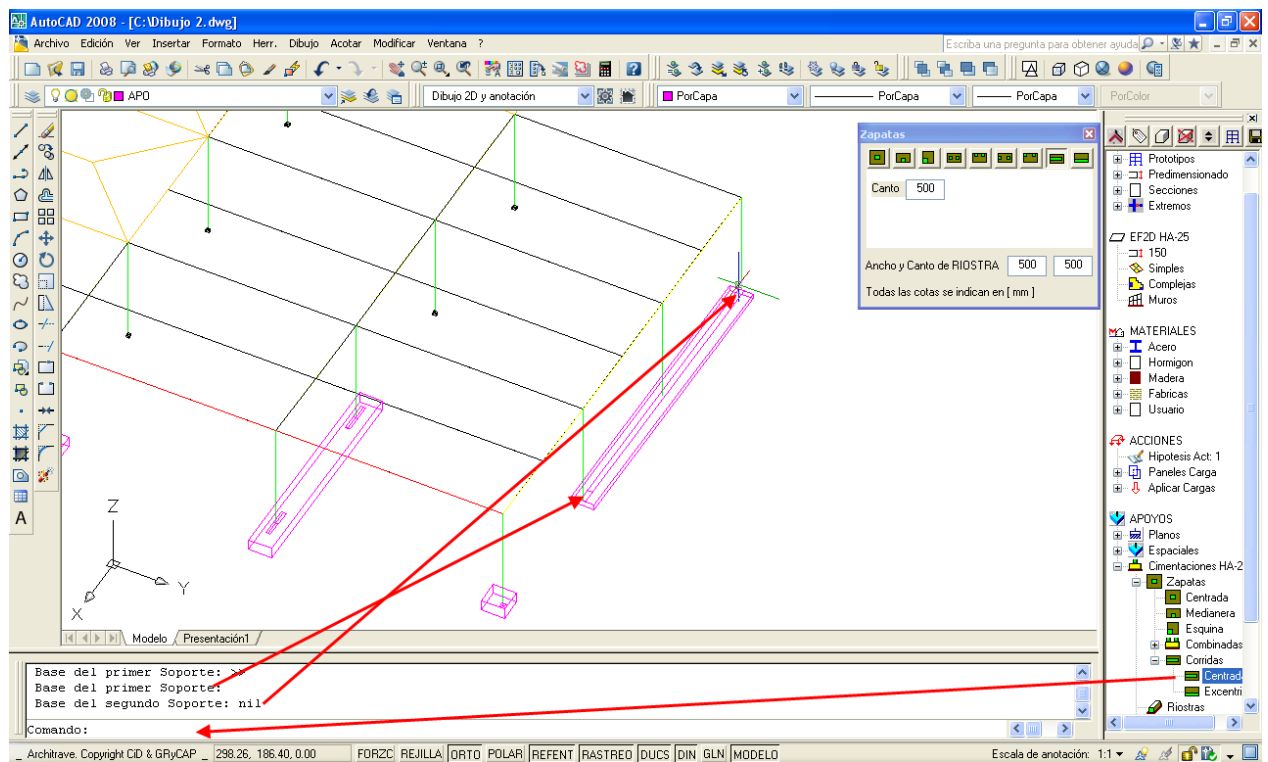 AutoCAD 2008 - [C:\Dibujo 2.dwg]
Archivo Edición Ver Insertar Formato Herr. Dibujo Acotar Modificar Ventana ?
Escriba una pregunta para obtener ayuda
APO
Dibujo 2D y anotación
PorCapa
PorCapa
PorCapa
PorColor
Zapatas
Canto 500
Ancho y Canto de RIOSTRA 500 500
Todas las cotas se indican en [ mm ]
Prototipos
Predimensionado
Secciones
Extremos
EF2D HA-25
150
Simples
Complejas
Muros
MATERIALES
Acero
Hormigon
Madera
Fabricas
Usuario
ACCIONES
Hipotesis Act: 1
Paneles Carga
Aplicar Cargas
APOYOS
Planos
Espaciales
Cimentaciones HA-2
Zapatas
Centrada
Medianera
Esquina
Combinadas
Corridas
Centrad
Excentri
Riostras
Z
Y
X
A
Modelo Presentación1
Base del primer Soporte: >>
Base del primer Soporte:
Base del segundo Soporte: nil
Comando:
_ Architrave. Copyright CiD & GRyCAP _ 298.26, 186.40, 0.00 FORZC REJILLA ORTO POLAR REFENT RASTREO DUCS DIN GLN MODELO Escala de anotación: 1:1